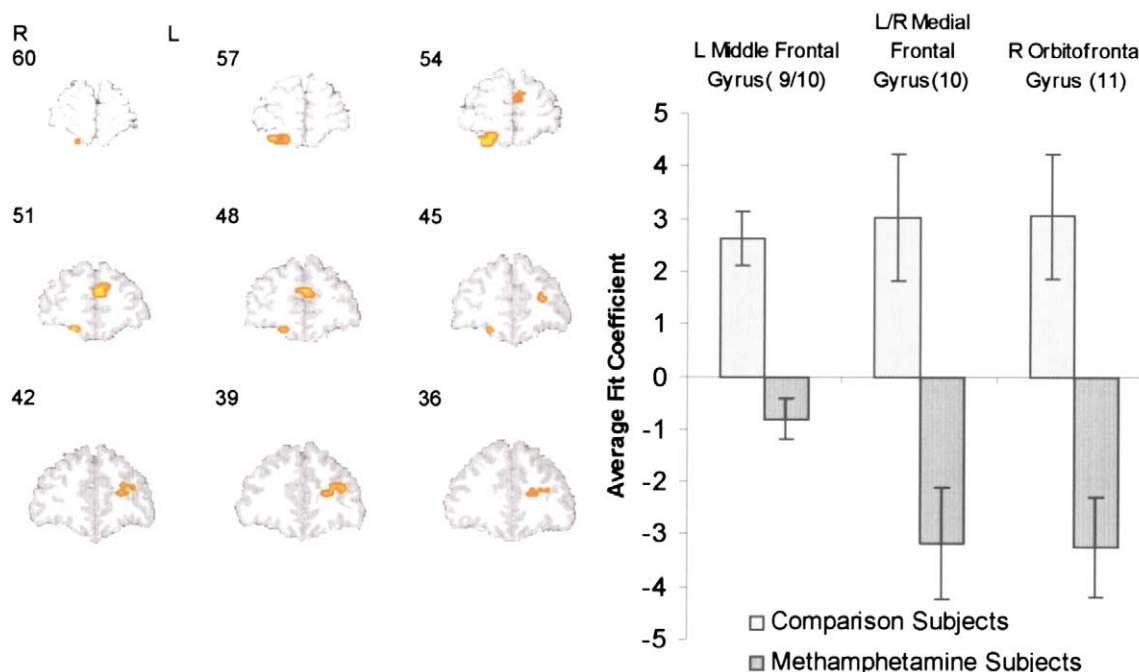 R L
60 57 54
51 48 45
42 39 36
L Middle Frontal
Gyrus( 9/10)
L/R Medial
Frontal
Gyrus(10)
R Orbitofronta
Gyrus (11)
Average Fit Coefficient
5
4
3
2
1
0
-1
-2
-3
-4
-5
Comparison Subjects
Methamphetamine Subjects